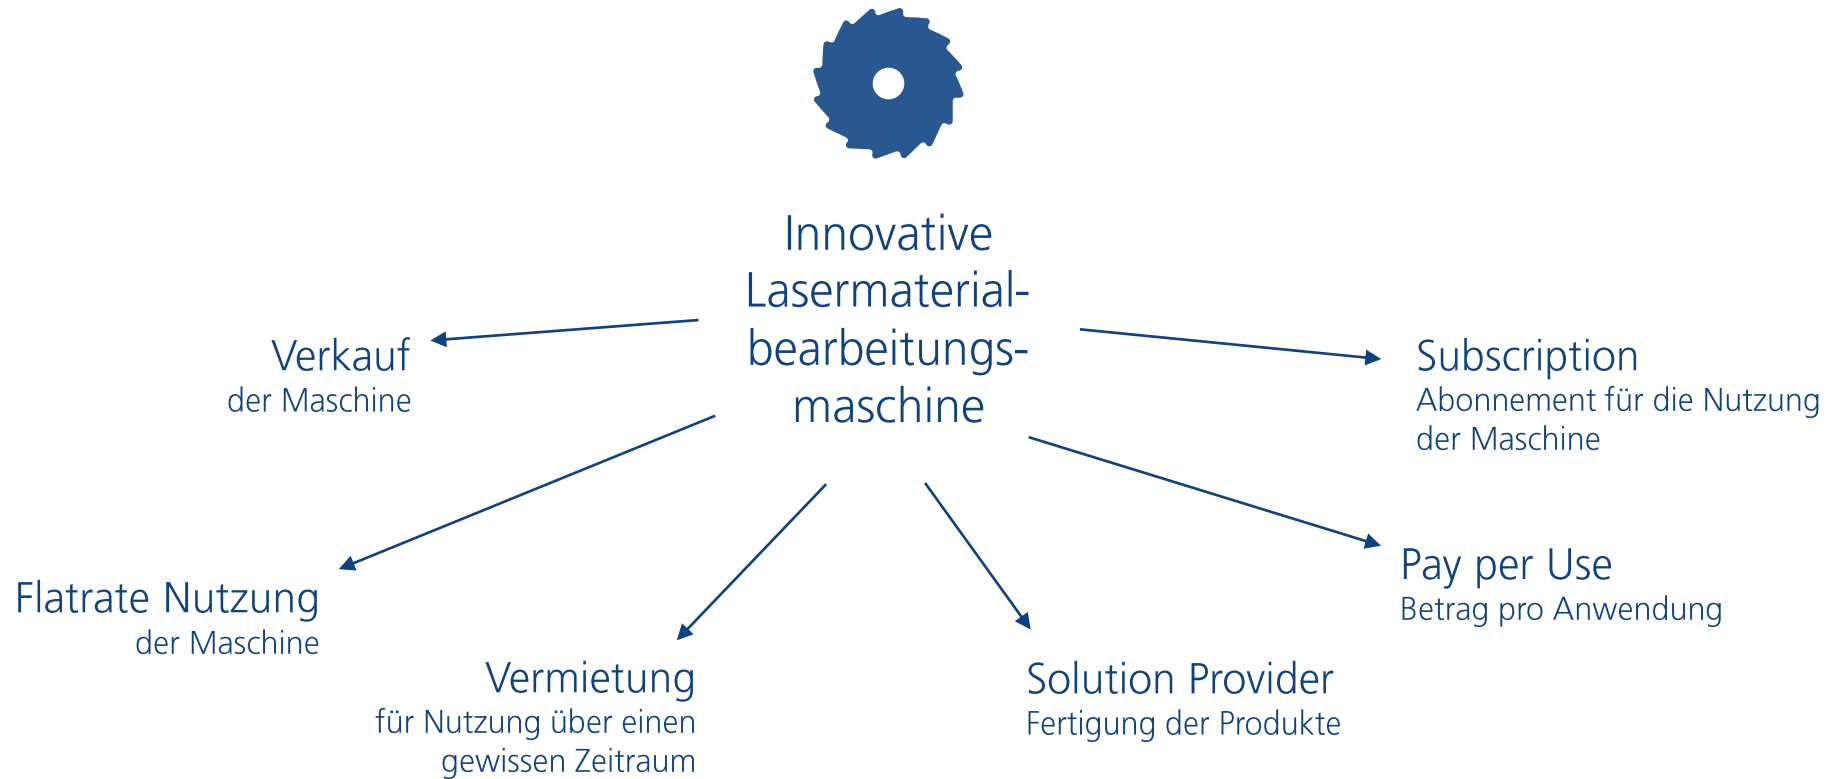 Innovative
Lasermaterial-
bearbeitungs-
maschine
Verkauf
der Maschine
Flatrate Nutzung
der Maschine
Vermietung
für Nutzung über einen
gewissen Zeitraum
Solution Provider
Fertigung der Produkte
Pay per Use
Betrag pro Anwendung
Subscription
Abonnement für die Nutzung
der Maschine